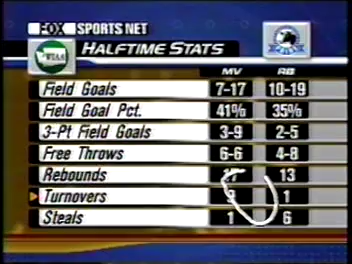 FOX SPORTS NET
HALFTIME STATS
WIAA
MV RB
Field Goals 7-17 10-19
Field Goal Pct. 41% 35%
3-Pt Field Goals 3-9 2-5
Free Throws 6-6 4-8
Rebounds 13
Turnovers 1
Steals 1 6